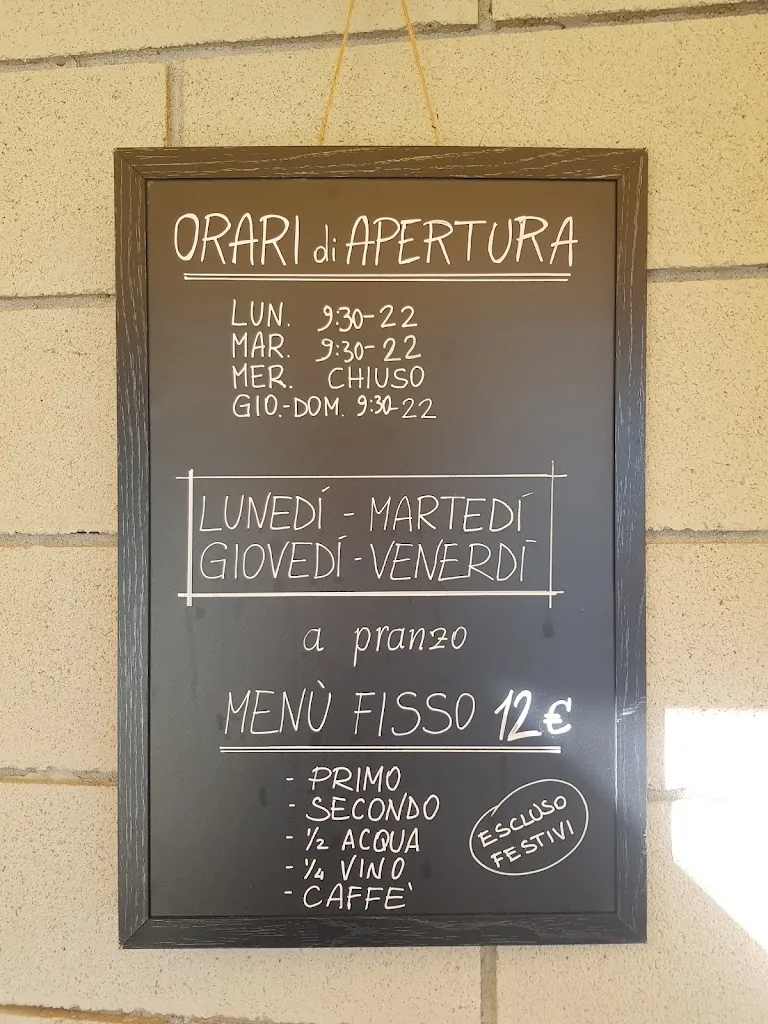 ORARI di APERTURA
LUN. 9:30-22
MAR. 9:30-22
MER. CHIUSO
GIO.-DOM. 9:30-22
LUNEDÍ - MARTEDÍ
GIOVEDÍ - VENERDÍ
a pranzo
MENÙ FISSO 12€
- PRIMO
- SECONDO
- ½ ACQUA
- ¼ VINO
- CAFFE'
ESCLUSO
FESTIVI